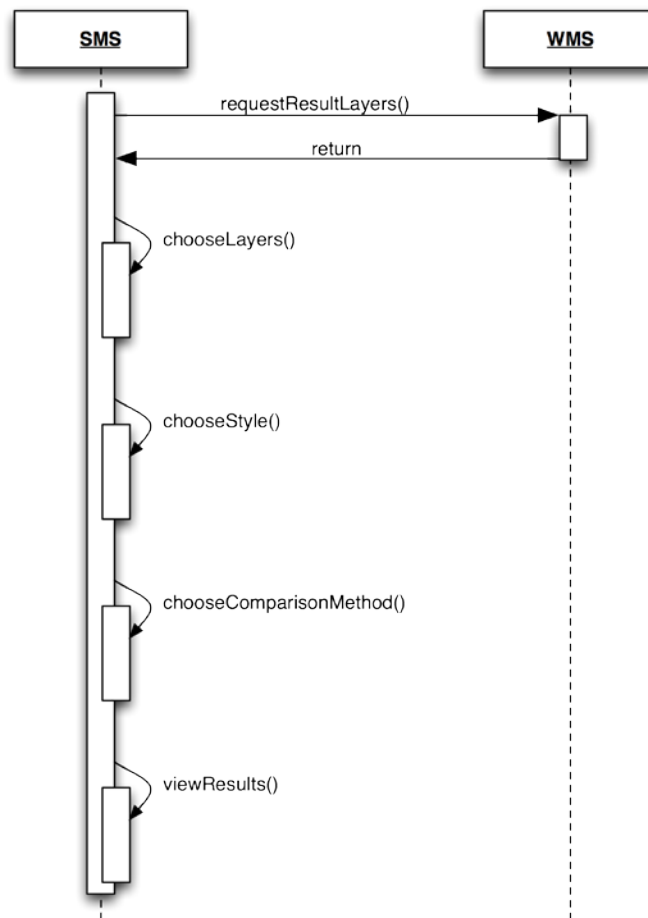 SMS
WMS
requestResultLayers()
return
chooseLayers()
chooseStyle()
chooseComparisonMethod()
viewResults()